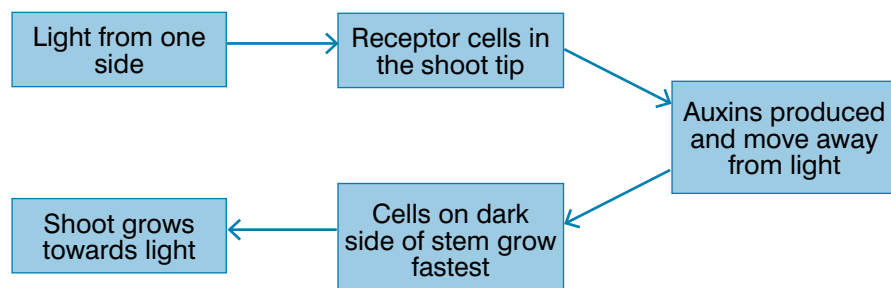 Light from one
side
Receptor cells in
the shoot tip
Auxins produced
and move away
from light
Cells on dark
side of stem grow
fastest
Shoot grows
towards light